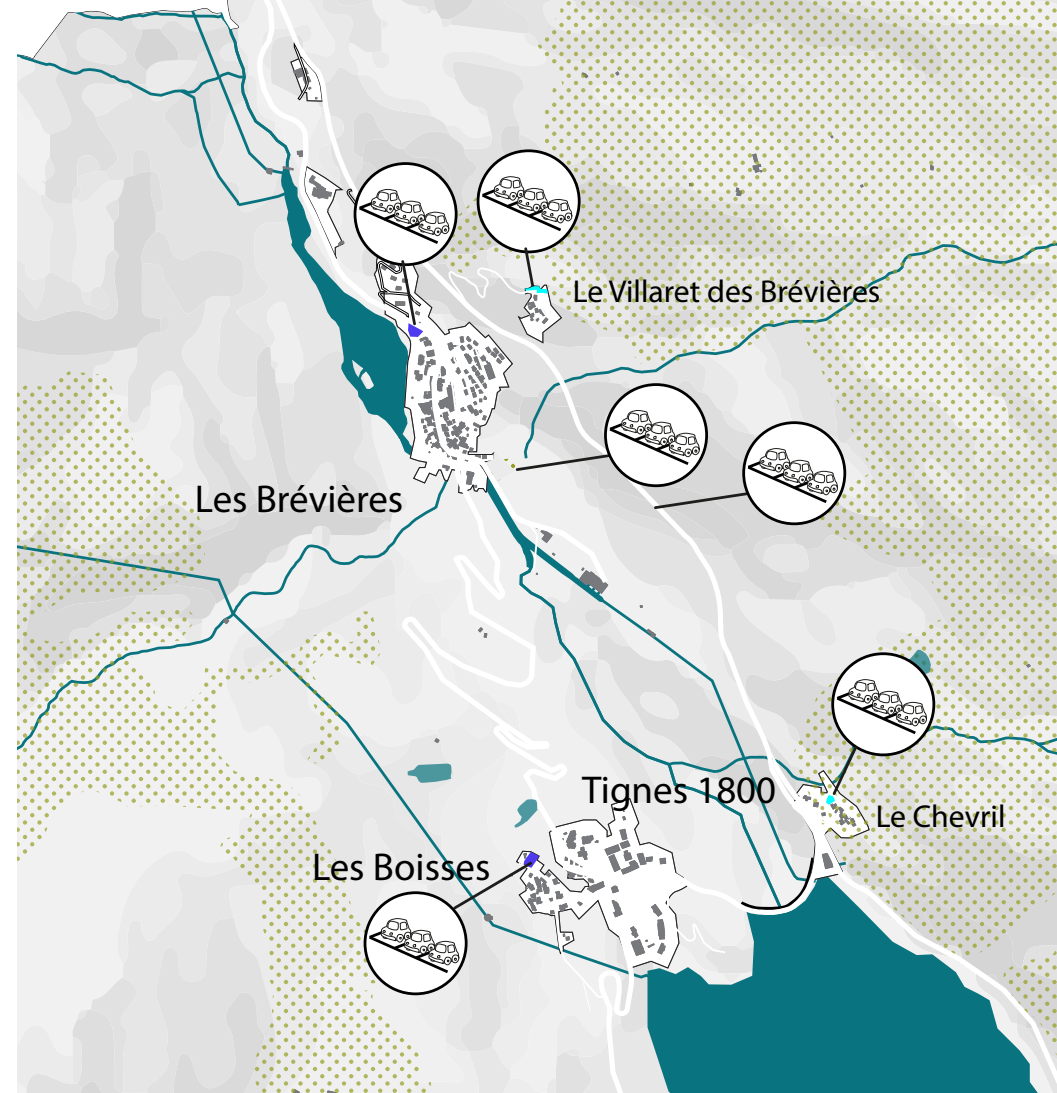 Le Villaret des Brévières
Les Brévières
Tignes 1800
Le Chevril
Les Boisses